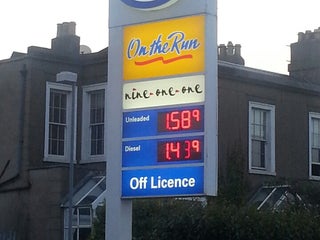 On the Run
nine-one-one
Unleaded 158.9
Diesel 143.9
Off Licence